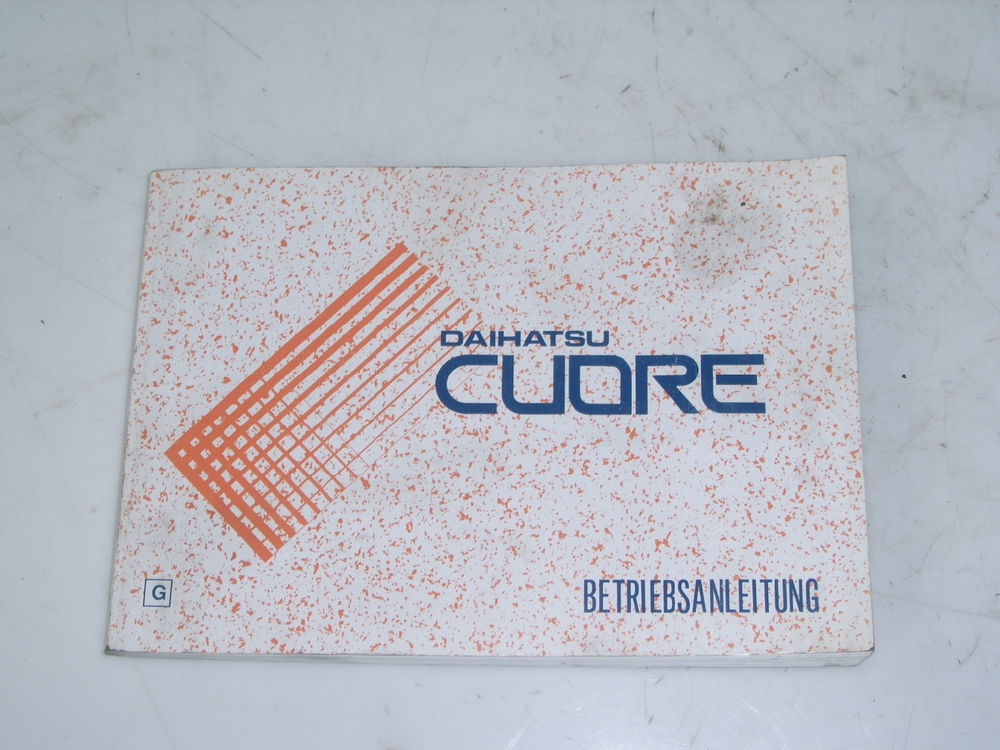 DAIHATSU
CUORE
G
BETRIEBSANLEITUNG